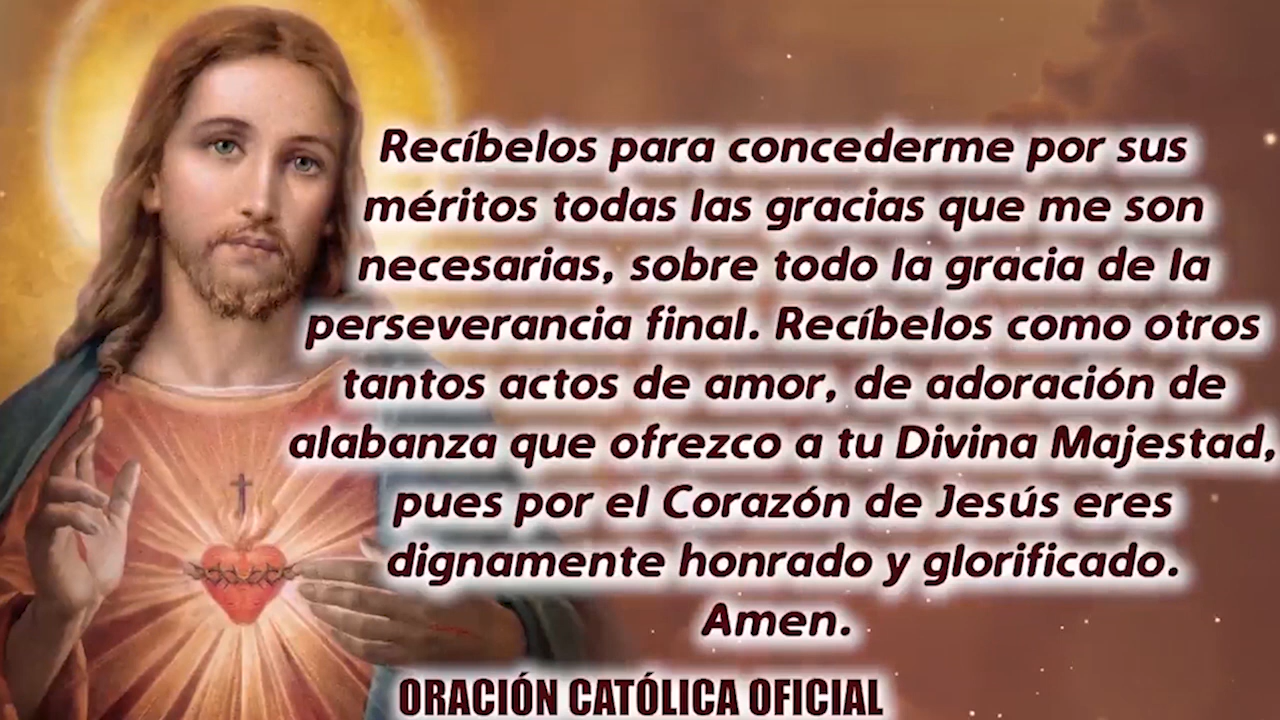 Recíbelos para concederme por sus
méritos todas las gracias que me son
necesarias, sobre todo la gracia de la
perseverancia final. Recíbelos como otros
tantos actos de amor, de adoración de
alabanza que ofrezco a tu Divina Majestad,
pues por el Corazón de Jesús eres
dignamente honrado y glorificado.
Amen.
ORACIÓN CATÓLICA OFICIAL